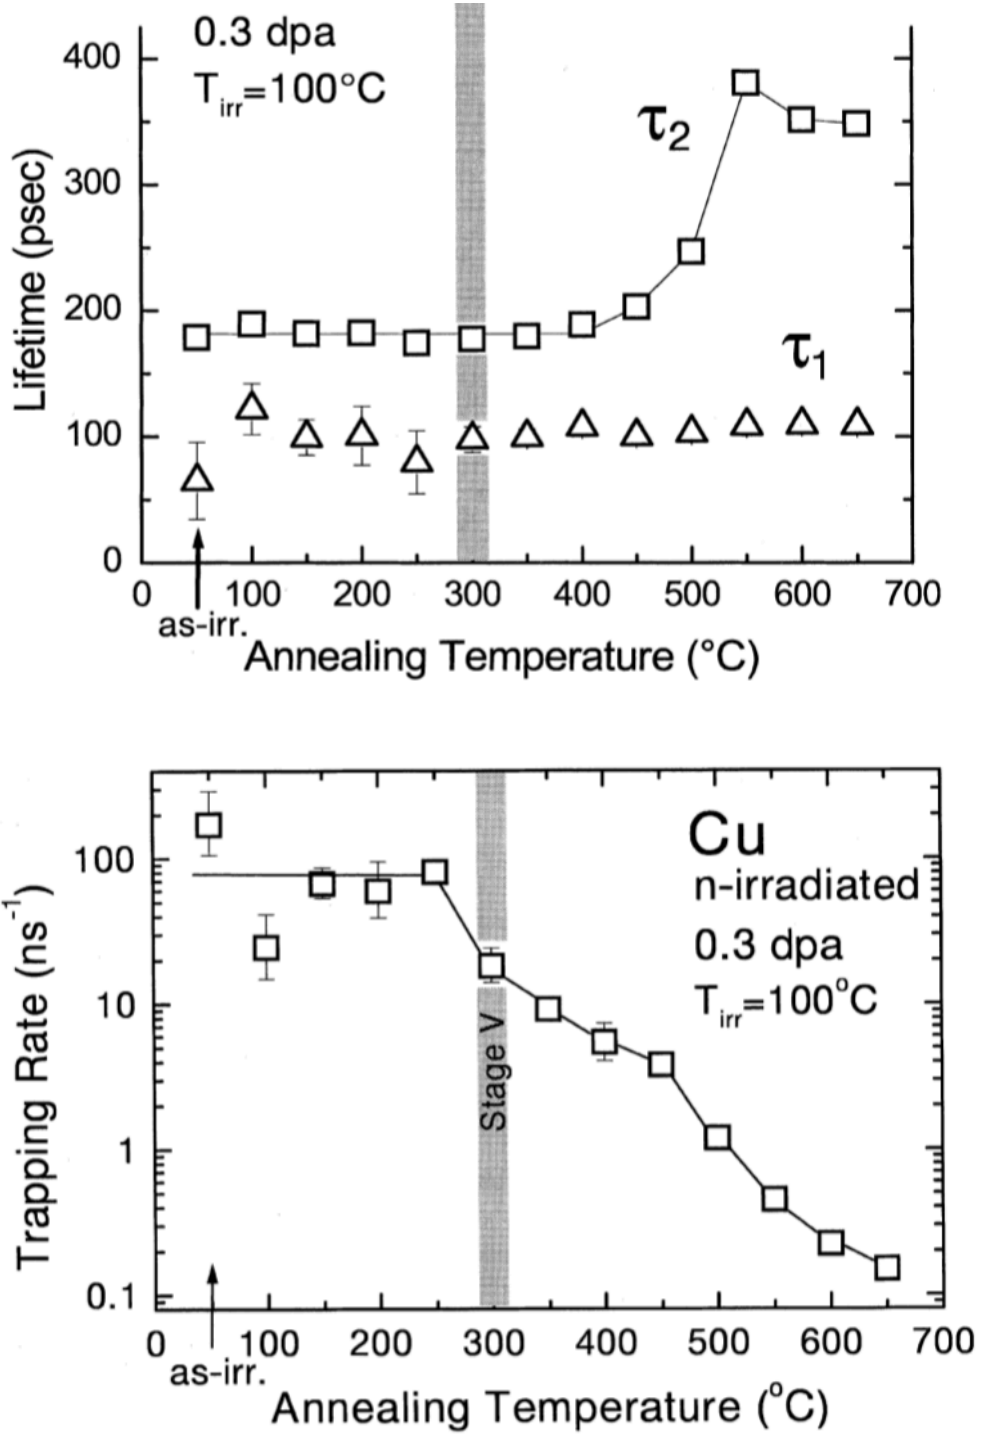 0.3 dpa
T_irr=100°C
τ₂
τ₁
Lifetime (psec)
400
300
200
100
0
0 100 200 300 400 500 600 700
as-irr.
Annealing Temperature (°C)
Cu
n-irradiated
0.3 dpa
T_irr=100°C
Stage V
Trapping Rate (ns⁻¹)
100
10
1
0.1
0 100 200 300 400 500 600 700
as-irr.
Annealing Temperature (°C)